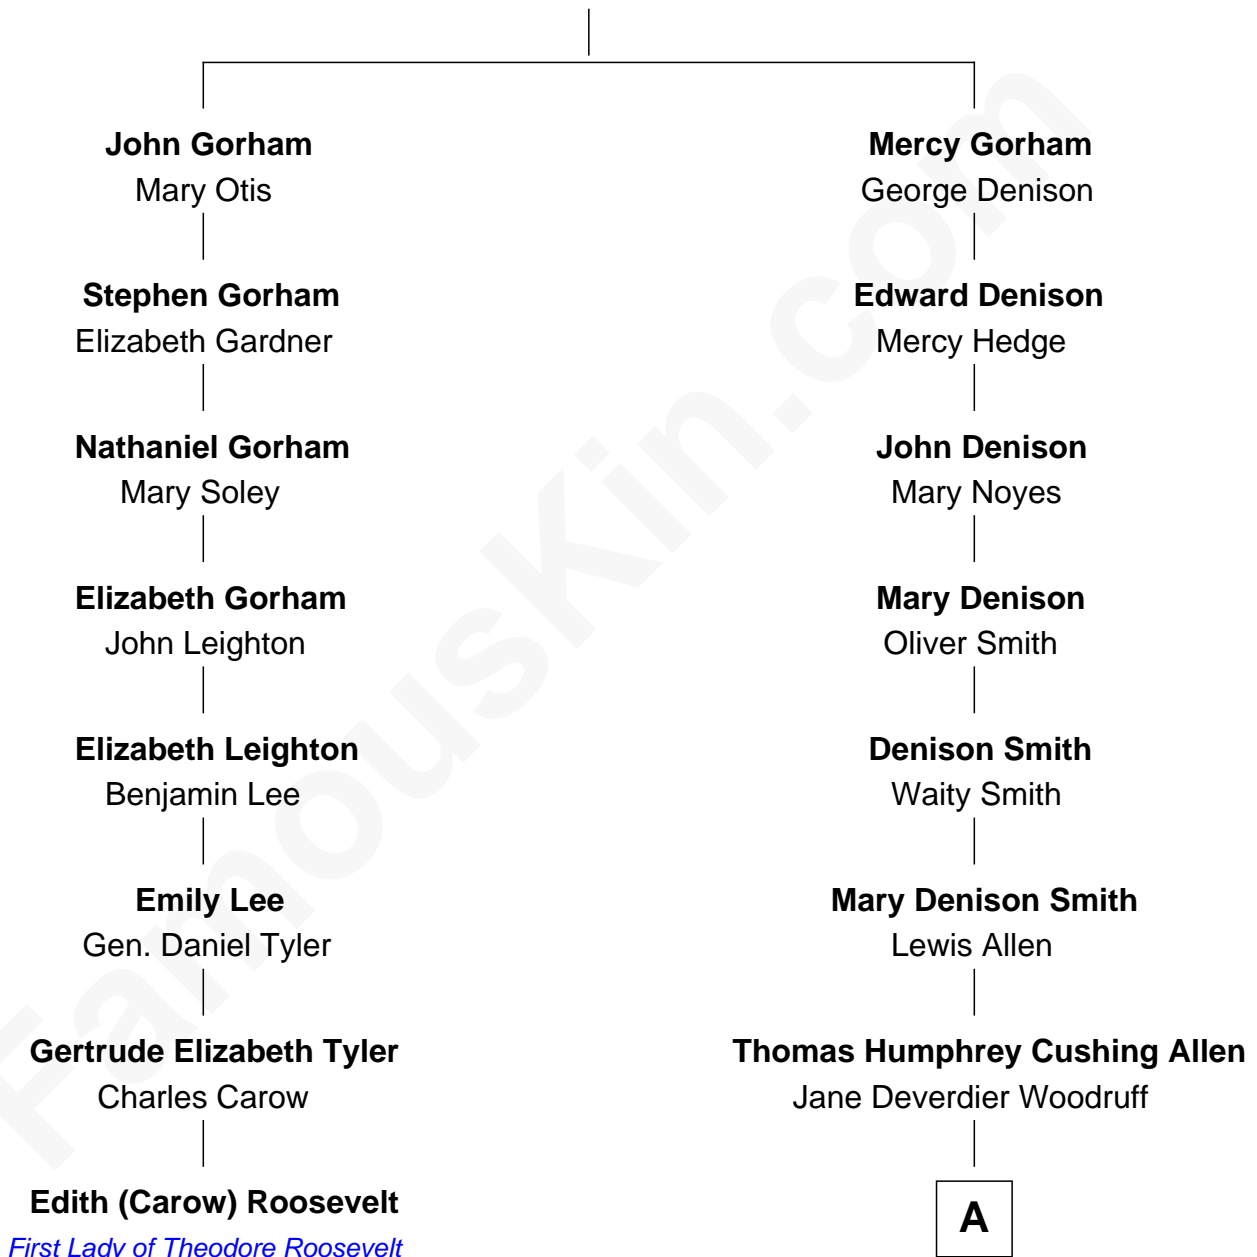 John Gorham
Mary Otis
Mercy Gorham
George Denison
Stephen Gorham
Elizabeth Gardner
Edward Denison
Mercy Hedge
Nathaniel Gorham
Mary Soley
John Denison
Mary Noyes
Elizabeth Gorham
John Leighton
Mary Denison
Oliver Smith
Elizabeth Leighton
Benjamin Lee
Denison Smith
Waity Smith
Emily Lee
Gen. Daniel Tyler
Mary Denison Smith
Lewis Allen
Gertrude Elizabeth Tyler
Charles Carow
Thomas Humphrey Cushing Allen
Jane Deverdier Woodruff
Edith (Carow) Roosevelt
First Lady of Theodore Roosevelt
A
FamousKin.com